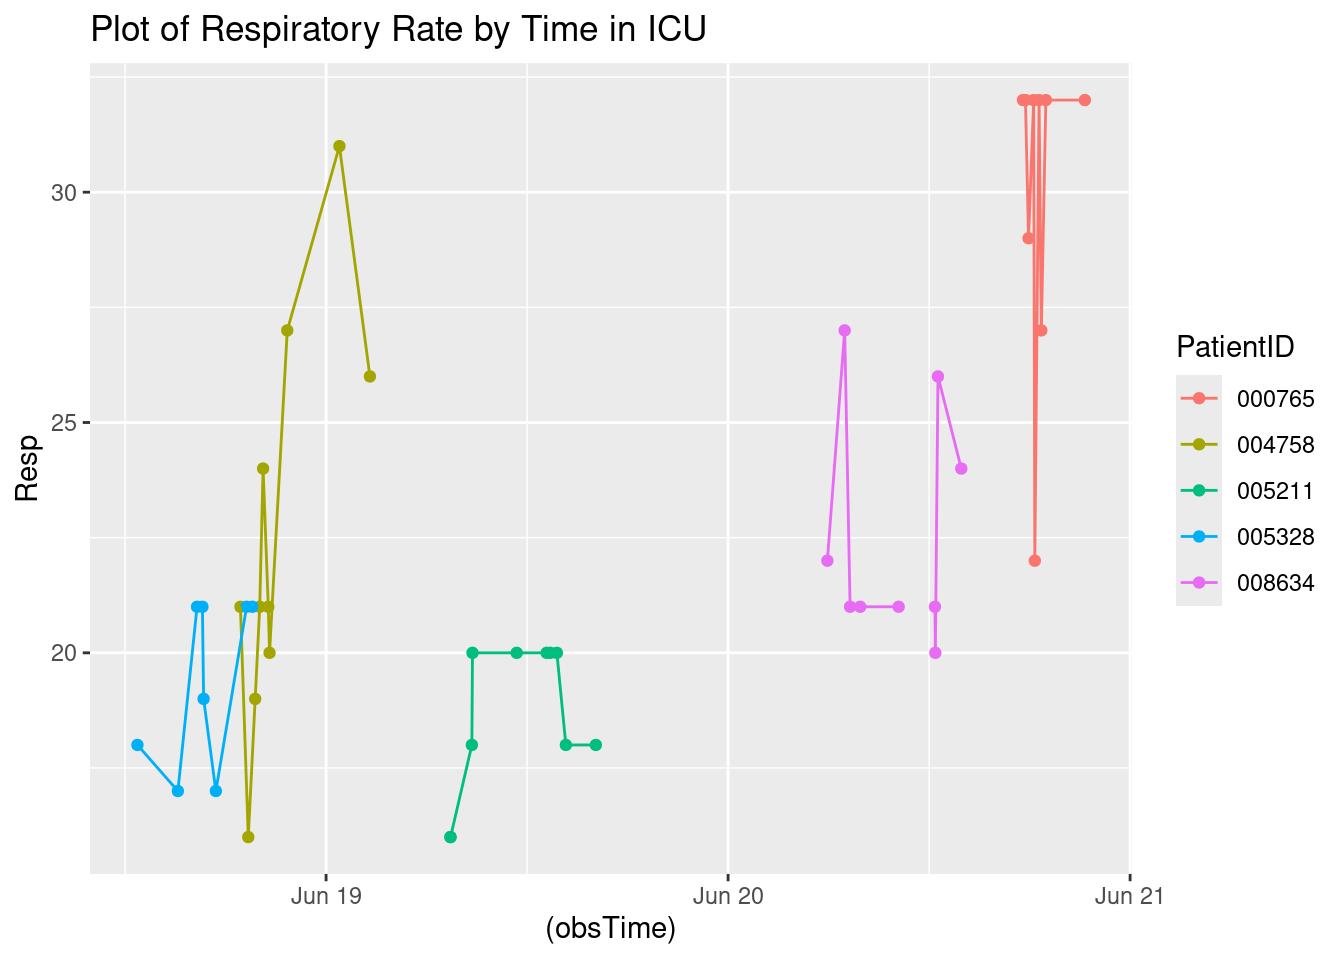 Plot of Respiratory Rate by Time in ICU
Resp
30
25
20
Jun 19
Jun 20
Jun 21
(obsTime)
PatientID
000765
004758
005211
005328
008634